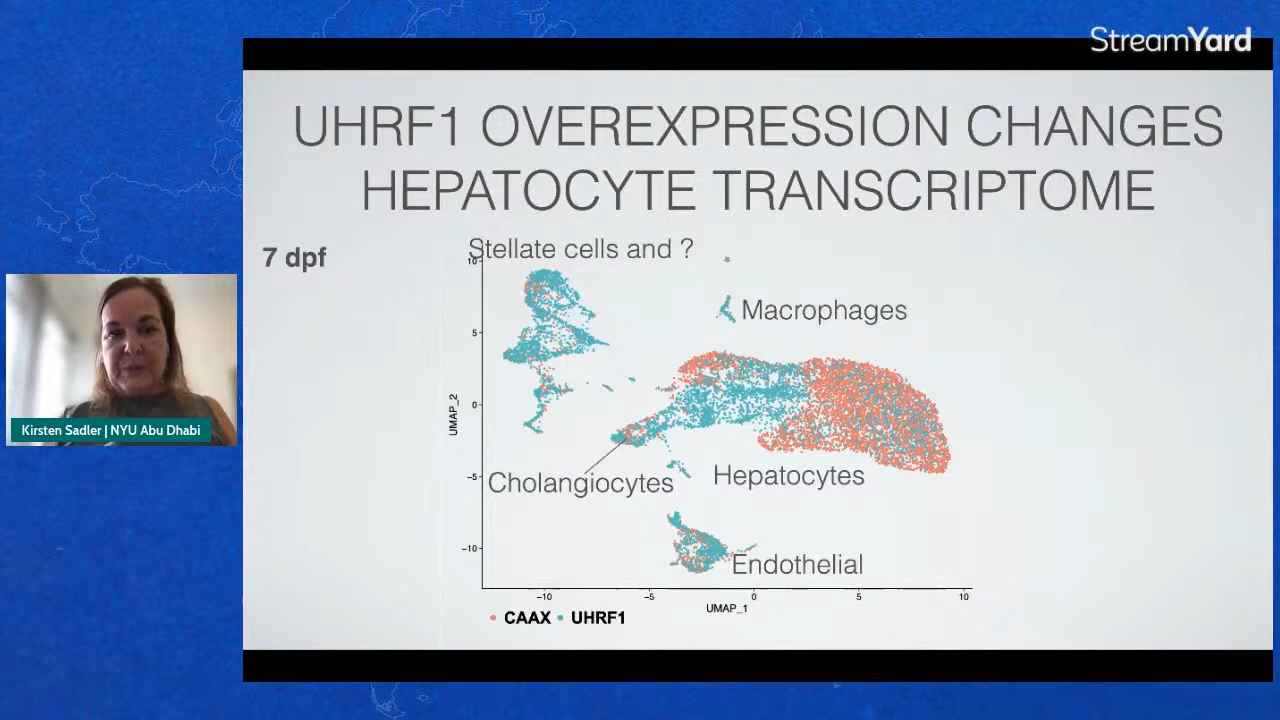 StreamYard
UHRF1 OVEREXPRESSION CHANGES
HEPATOCYTE TRANSCRIPTOME
7 dpf
Stellate cells and ?
Macrophages
Cholangiocytes
Hepatocytes
Endothelial
10
5
0
−5
−10
UMAP_2
−10
−5
0
5
10
UMAP_1
CAAX
UHRF1
Kirsten Sadler | NYU Abu Dhabi